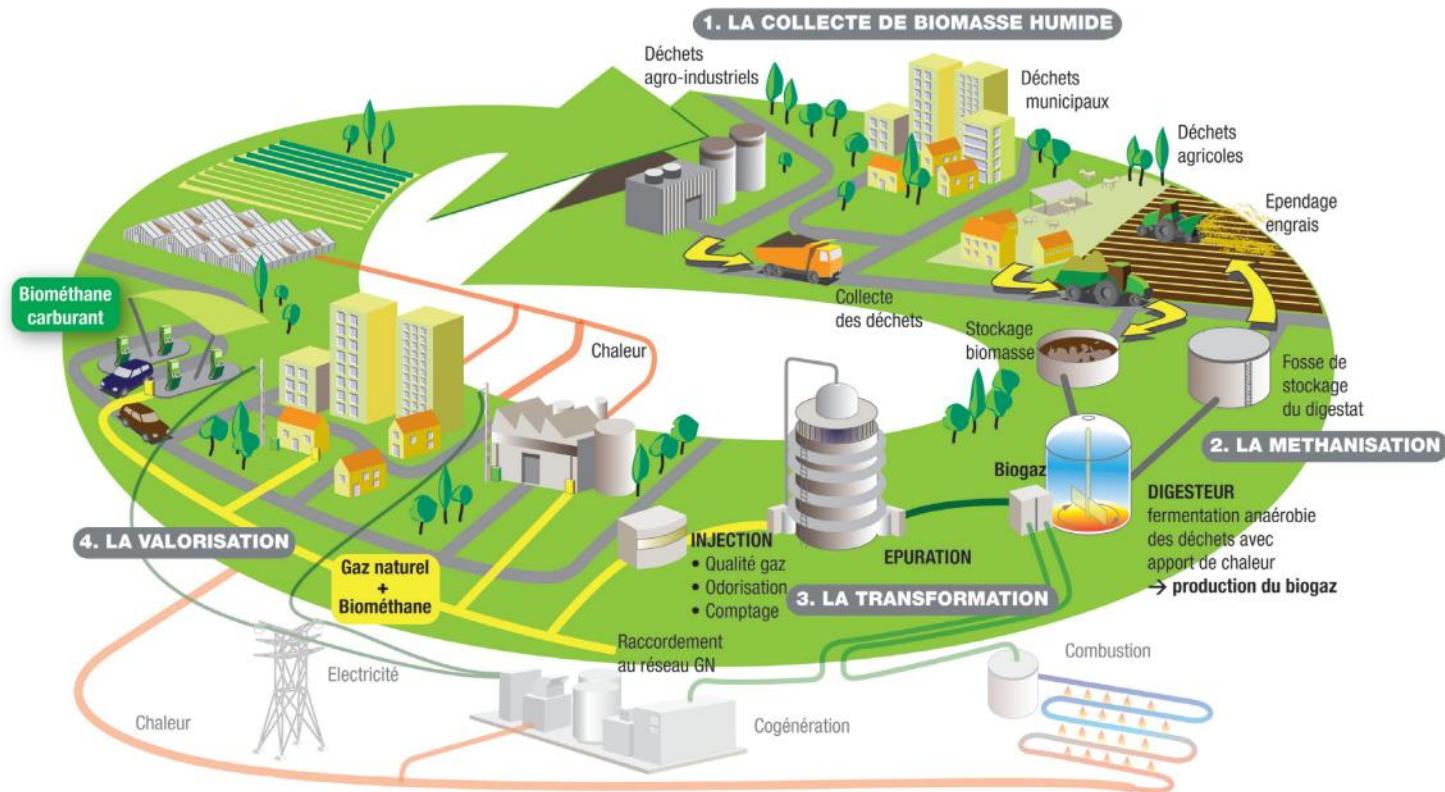 1. LA COLLECTE DE BIOMASSE HUMIDE
Déchets
agro-industriels
Déchets
municipaux
Déchets
agricoles
Ependage
engrais
Biométhane
carburant
Collecte
des déchets
Stockage
biomasse
Chaleur
Fosse de
stockage
du digestat
2. LA METHANISATION
Biogaz
DIGESTEUR
fermentation anaérobie
des déchets avec
apport de chaleur
→ production du biogaz
4. LA VALORISATION
Gaz naturel
+
Biométhane
INJECTION
• Qualité gaz
• Odorisation
• Comptage
EPURATION
3. LA TRANSFORMATION
Raccordement
au réseau GN
Electricité
Chaleur
Cogénération
Combustion